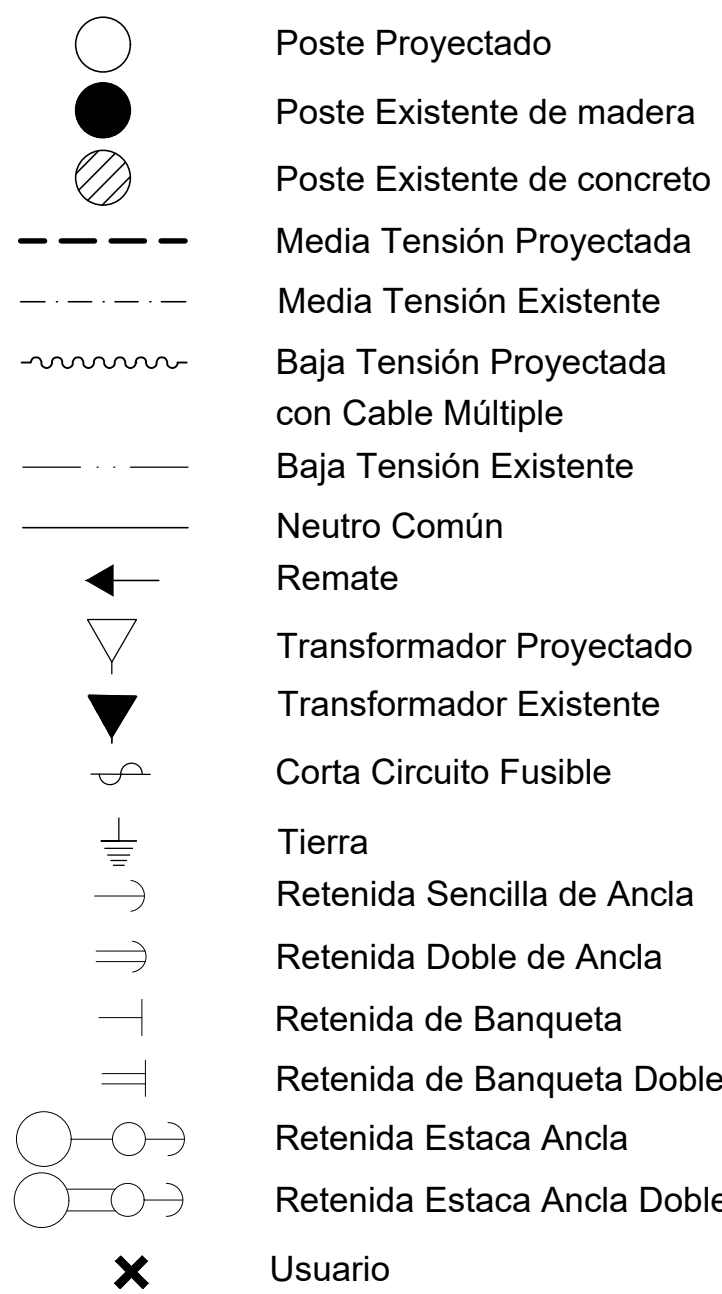 Poste Proyectado
Poste Existente de madera
Poste Existente de concreto
Media Tensión Proyectada
Media Tensión Existente
Baja Tensión Proyectada
con Cable Múltiple
Baja Tensión Existente
Neutro Común
Remate
Transformador Proyectado
Transformador Existente
Corta Circuito Fusible
Tierra
Retenida Sencilla de Ancla
Retenida Doble de Ancla
Retenida de Banqueta
Retenida de Banqueta Doble
Retenida Estaca Ancla
Retenida Estaca Ancla Doble
Usuario